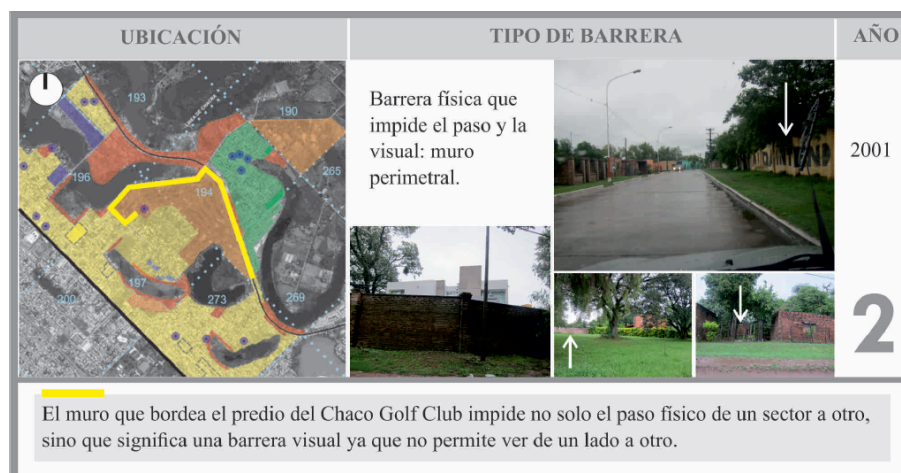 UBICACIÓN
TIPO DE BARRERA
AÑO
193
190
265
196
194
197
200
273
269
Barrera física que
impide el paso y la
visual: muro
perimetral.
2001
2
El muro que bordea el predio del Chaco Golf Club impide no solo el paso físico de un sector a otro,
sino que significa una barrera visual ya que no permite ver de un lado a otro.